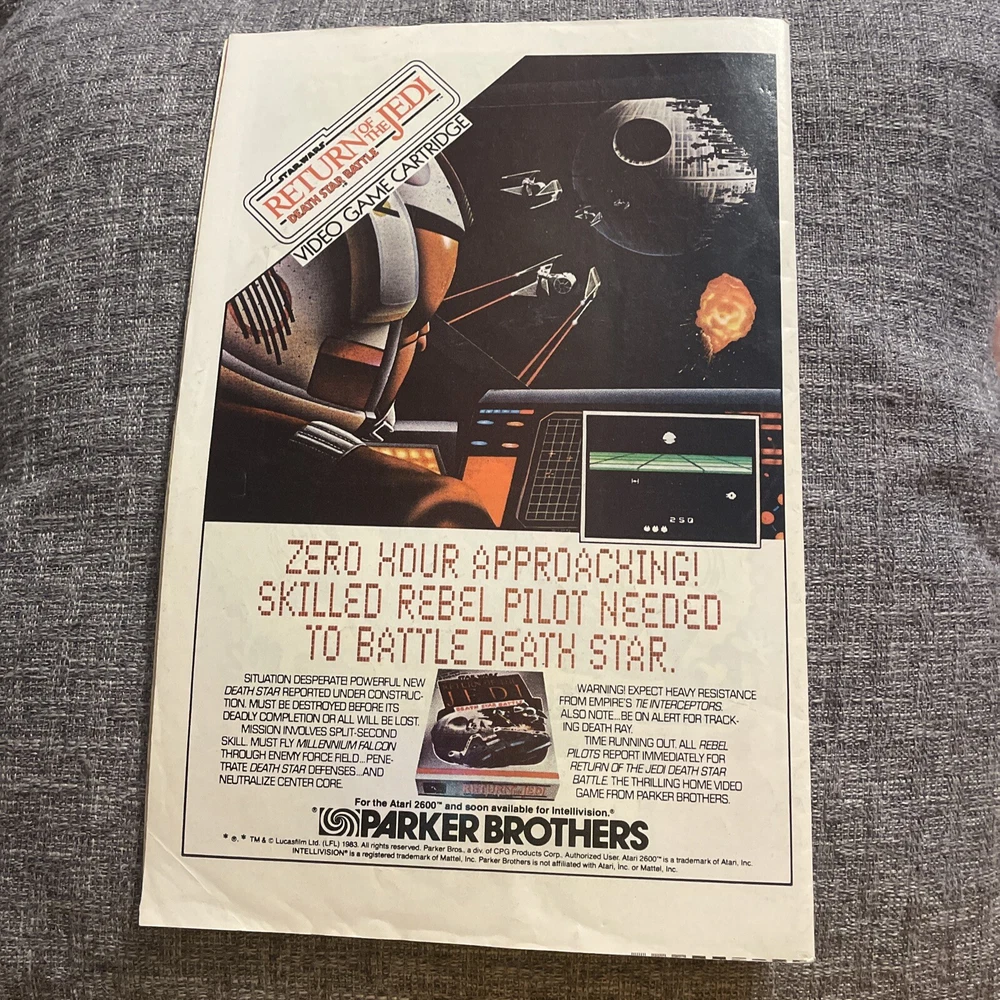 STAR WARS
RETURN OF THE JEDI
DEATH STAR BATTLE
VIDEO GAME CARTRIDGE
250
ZERO HOUR APPROACHING!
SKILLED REBEL PILOT NEEDED
TO BATTLE DEATH STAR.
SITUATION DESPERATE! POWERFUL NEW
DEATH STAR REPORTED UNDER CONSTRUC-
TION. MUST BE DESTROYED BEFORE ITS
DEADLY COMPLETION OR ALL WILL BE LOST.
MISSION INVOLVES SPLIT-SECOND
SKILL. MUST FLY MILLENNIUM FALCON
THROUGH ENEMY FORCE FIELD...PENE-
TRATE DEATH STAR DEFENSES...AND
NEUTRALIZE CENTER CORE.
JEDI
DEATH STAR BATTLE
RETURN OF THE JEDI
WARNING! EXPECT HEAVY RESISTANCE
FROM EMPIRE'S TIE INTERCEPTORS.
ALSO NOTE...BE ON ALERT FOR TRACK-
ING DEATH RAY.
TIME RUNNING OUT. ALL REBEL
PILOTS REPORT IMMEDIATELY FOR
RETURN OF THE JEDI DEATH STAR
BATTLE. THE THRILLING HOME VIDEO
GAME FROM PARKER BROTHERS.
For the Atari 2600™ and soon available for Intellivision.®
PARKER BROTHERS
*, ®, * TM & © Lucasfilm Ltd. (LFL) 1983. All rights reserved. Parker Bros., a div. of CPG Products Corp., Authorized User. Atari 2600™ is a trademark of Atari, Inc.
INTELLIVISION® is a registered trademark of Mattel, Inc. Parker Brothers is not affiliated with Atari, Inc. or Mattel, Inc.